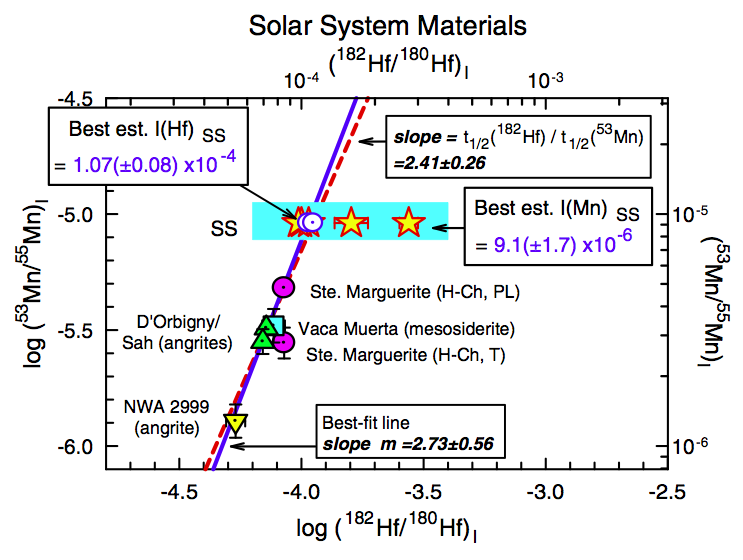 Solar System Materials
(¹⁸²Hf/¹⁸⁰Hf)I
10⁻⁴ 10⁻³
-4.5
Best est. I(Hf) SS
= 1.07(±0.08) x10⁻⁴
slope = t1/2(¹⁸²Hf) / t1/2(⁵³Mn)
=2.41±0.26
-5.0
SS
Best est. I(Mn) SS
= 9.1(±1.7) x10⁻⁶
10⁻⁵
log (⁵³Mn/⁵⁵Mn)I
(⁵³Mn/⁵⁵Mn)I
Ste. Marguerite (H-Ch, PL)
D'Orbigny/
Sah (angrites)
-5.5
Vaca Muerta (mesosiderite)
Ste. Marguerite (H-Ch, T)
NWA 2999
(angrite)
Best-fit line
slope m =2.73±0.56
-6.0
10⁻⁶
-4.5 -4.0 -3.5 -3.0 -2.5
log (¹⁸²Hf/¹⁸⁰Hf)I